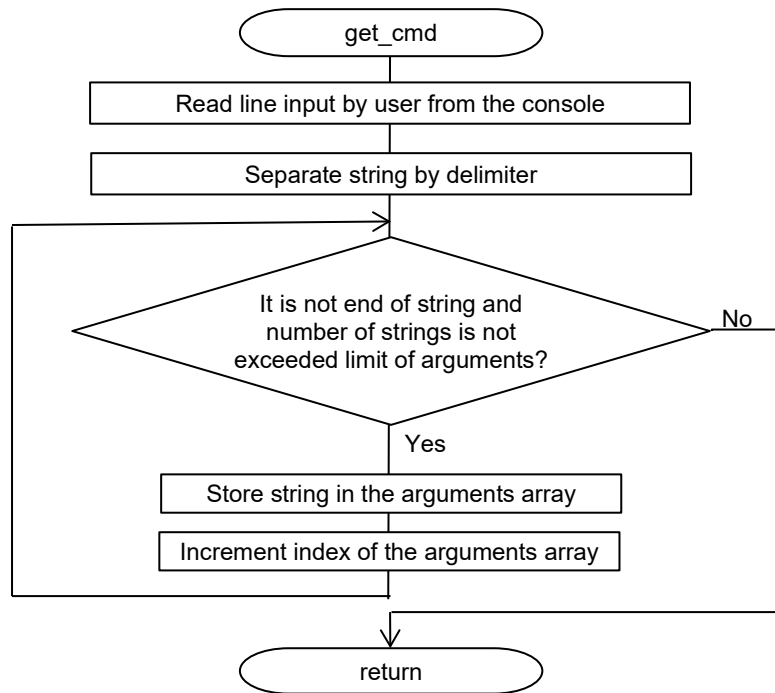 get_cmd
Read line input by user from the console
Separate string by delimiter
It is not end of string and
number of strings is not
exceeded limit of arguments?
No
Yes
Store string in the arguments array
Increment index of the arguments array
return